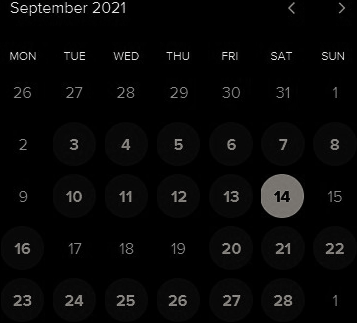 September 2021 < >
MON TUE WED THU FRI SAT SUN
26 27 28 29 30 31 1
2 3 4 5 6 7 8
9 10 11 12 13 14 15
16 17 18 19 20 21 22
23 24 25 26 27 28 1